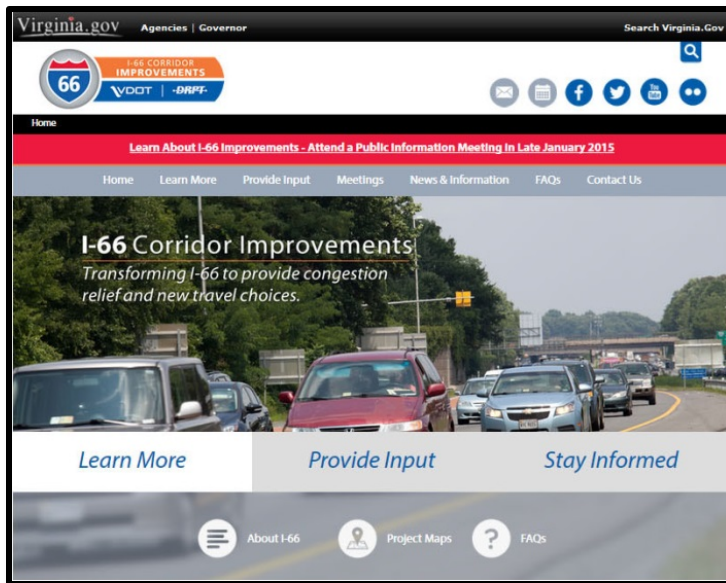 Virginia.gov Agencies | Governor Search Virginia.Gov
I-66 CORRIDOR
IMPROVEMENTS
66
VDOT | DRPT
You
Tube
Home
Learn About I-66 Improvements - Attend a Public Information Meeting in Late January 2015
Home Learn More Provide Input Meetings News & Information FAQs Contact Us
I-66 Corridor Improvements
Transforming I-66 to provide congestion
relief and new travel choices.
Learn More Provide Input Stay Informed
About I-66 Project Maps FAQs